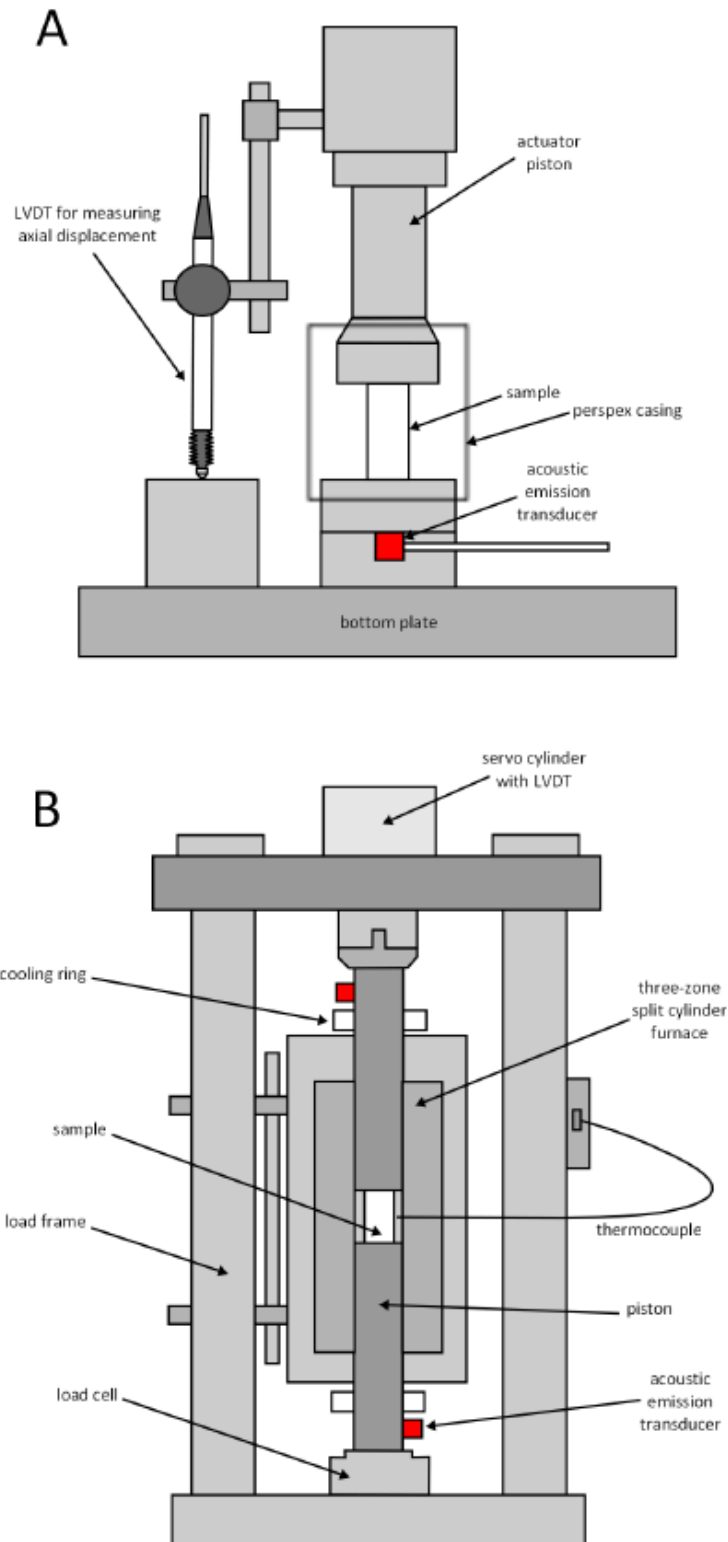 A
actuator
piston
LVDT for measuring
axial displacement
sample
perspex casing
acoustic
emission
transducer
bottom plate
servo cylinder
with LVDT
B
cooling ring
three-zone
split cylinder
furnace
sample
load frame
thermocouple
piston
load cell
acoustic
emission
transducer